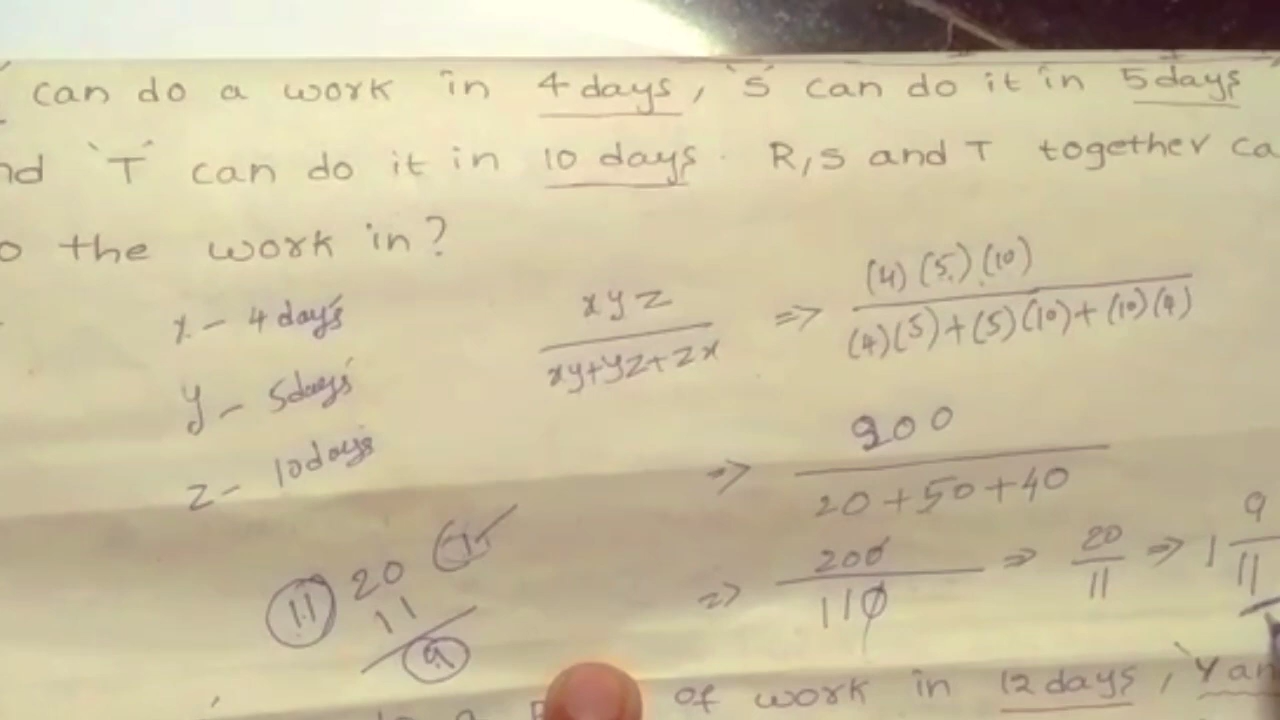 can do a work in 4 days, 'S' can do it in 5 days
nd 'T' can do it in 10 days. R, S and T together ca
o the work in?
x - 4 days
y - 5 days
z - 10 days
xyz
xy+yz+zx
=> (4)(5)(10)
(4)(5)+(5)(10)+(10)(4)
=> 200
20+50+40
=> 200
110
=> 20
11
=> 1 9
11
11 20 1
11
9
of work in 12 days, 'Y an